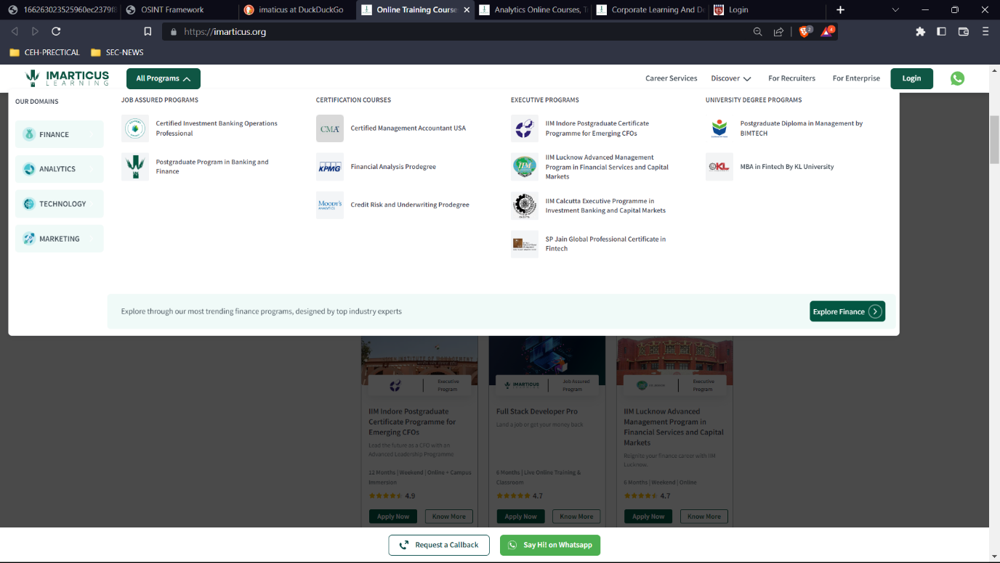 166263023525960ec2379f8
OSINT Framework
imaticus at DuckDuckGo
Online Training Course
Analytics Online Courses, T
Corporate Learning And De
Login
https://imarticus.org
2
4
CEH-PRECTICAL
SEC-NEWS
IMARTICUS
LEARNING
All Programs
Career Services
Discover
For Recruiters
For Enterprise
Login
OUR DOMAINS
FINANCE
ANALYTICS
TECHNOLOGY
MARKETING
JOB ASSURED PROGRAMS
Certified Investment Banking Operations
Professional
Postgraduate Program in Banking and
Finance
CERTIFICATION COURSES
CMA
Certified Management Accountant USA
KPMG
Financial Analysis Prodegree
MOODY'S
ANALYTICS
Credit Risk and Underwriting Prodegree
EXECUTIVE PROGRAMS
IIM Indore Postgraduate Certificate
Programme for Emerging CFOs
IIM
IIM Lucknow Advanced Management
Program in Financial Services and Capital
Markets
IIM Calcutta Executive Programme in
Investment Banking and Capital Markets
SP Jain Global Professional Certificate in
Fintech
UNIVERSITY DEGREE PROGRAMS
Postgraduate Diploma in Management by
BIMTECH
KL
MBA in Fintech By KL University
Explore through our most trending finance programs, designed by top industry experts
Explore Finance
INSTITUTE OF MANAGEMENT
Executive
Program
IIM Indore Postgraduate
Certificate Programme for
Emerging CFOs
Lead the future as a CFO with an
Advanced Leadership Programme
12 Months | Weekend | Online + Campus
Immersion
4.9
Apply Now
Know More
IMARTICUS
LEARNING
Job Assured
Program
Full Stack Developer Pro
Land a job or get your money back
6 Months | Live Online Training &
Classroom
4.7
Apply Now
Know More
Executive
Program
IIM Lucknow Advanced
Management Program in
Financial Services and Capital
Markets
Reignite your finance career with IIM
Lucknow.
6 Months | Weekend | Online
4.7
Apply Now
Know More
Request a Callback
Say Hi! on Whatsapp